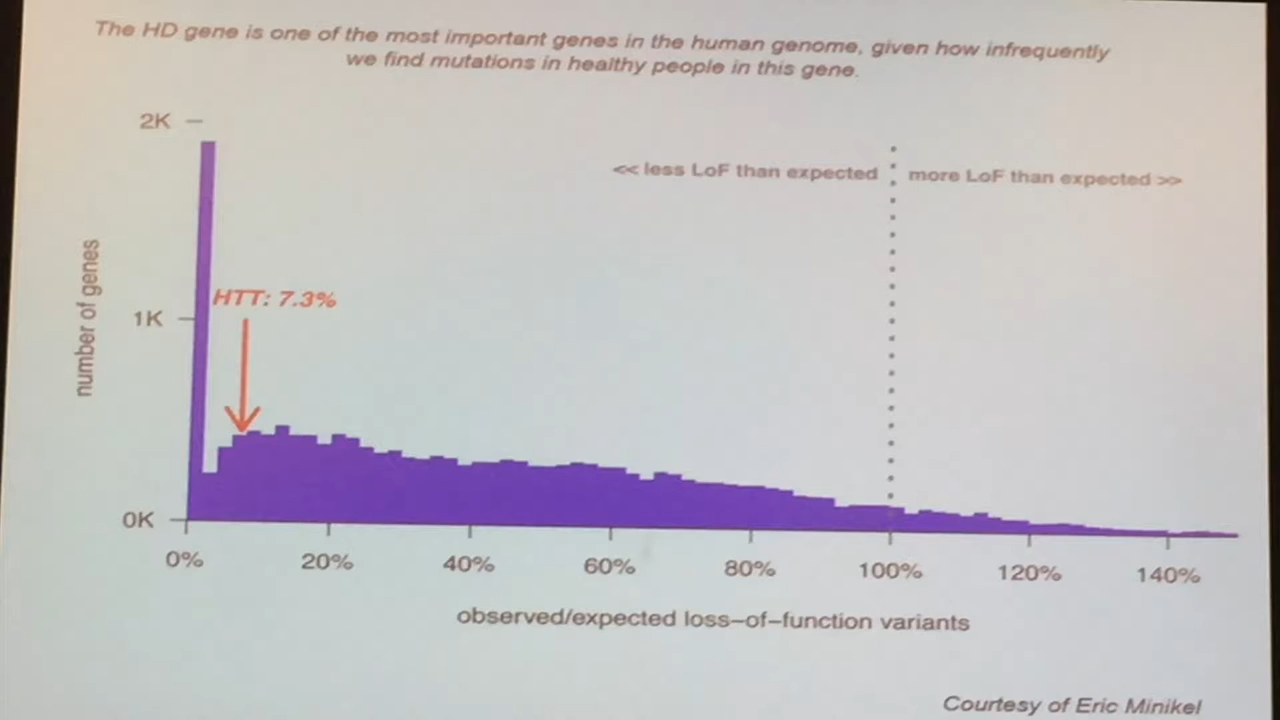 The HD gene is one of the most important genes in the human genome, given how infrequently
we find mutations in healthy people in this gene.
2K
<< less LoF than expected
more LoF than expected >>
number of genes
HTT: 7.3%
1K
0K
0%
20%
40%
60%
80%
100%
120%
140%
observed/expected loss-of-function variants
Courtesy of Eric Minikel